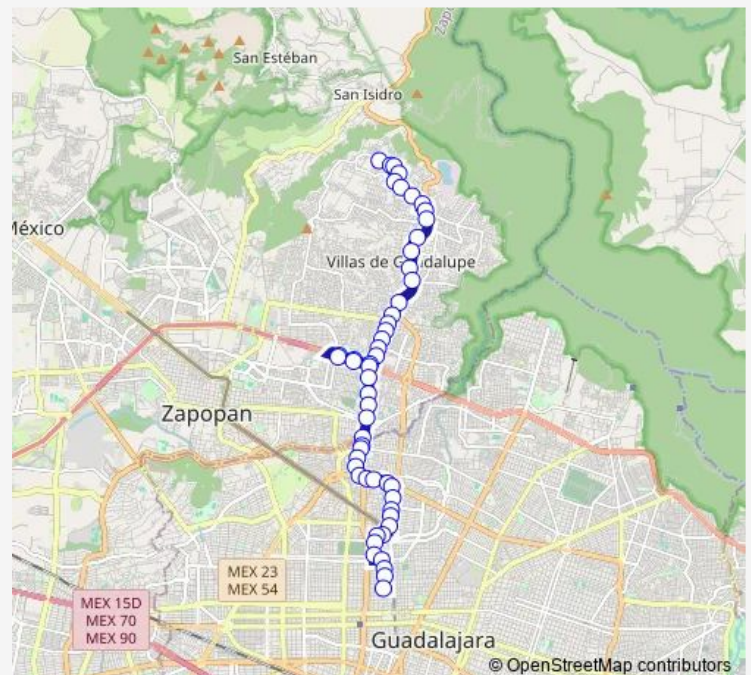 San Estéban
San Isidro
México
Villas de Guadalupe
Zapopan
MEX 23
MEX 54
MEX 15D
MEX 70
MEX 90
Guadalajara
© OpenStreetMap contributors